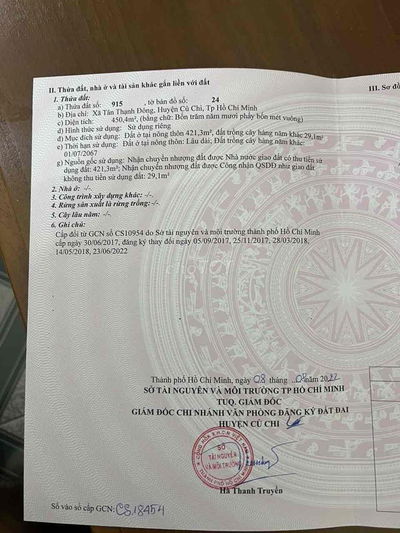 II. Thửa đất, nhà ở và tài sản khác gắn liền với đất
III. Sơ đồ
1. Thửa đất:
a) Thửa đất số: 915 , tờ bản đồ số: 24
b) Địa chỉ: Xã Tân Thạnh Đông, Huyện Củ Chi, Tp Hồ Chí Minh
c) Diện tích: 450,4m², (bằng chữ: Bốn trăm năm mươi phẩy bốn mét vuông)
d) Hình thức sử dụng: Sử dụng riêng
đ) Mục đích sử dụng: Đất ở tại nông thôn 421,3m², đất trồng cây hàng năm khác 29,1m²
e) Thời hạn sử dụng: Đất ở tại nông thôn: Lâu dài; Đất trồng cây hàng năm khác:
01/07/2067
g) Nguồn gốc sử dụng: Nhận chuyển nhượng đất được Nhà nước giao đất có thu tiền sử
dụng đất: 421,3m²; Nhận chuyển nhượng đất được Công nhận QSDĐ như giao đất
không thu tiền sử dụng đất: 29,1m²
2. Nhà ở: -/-.
3. Công trình xây dựng khác: -/-.
4. Rừng sản xuất là rừng trồng: -/-.
5. Cây lâu năm: -/-.
6. Ghi chú:
Cấp đổi từ GCN số CS10954 do Sở tài nguyên và môi trường thành phố Hồ Chí Minh
cấp ngày 30/06/2017, đăng ký thay đổi ngày 05/09/2017, 25/11/2017, 28/03/2018,
14/05/2018, 23/06/2022
Thành phố Hồ Chí Minh, ngày 08 tháng 08 năm 2022
SỞ TÀI NGUYÊN VÀ MÔI TRƯỜNG TP HỒ CHÍ MINH
TUQ. GIÁM ĐỐC
GIÁM ĐỐC CHI NHÁNH VĂN PHÒNG ĐĂNG KÝ ĐẤT ĐAI
HUYỆN CỦ CHI
SỞ
TÀI NGUYÊN
VÀ MÔI TRƯỜNG
Hà Thanh Truyền
Số vào sổ cấp GCN: CS18454